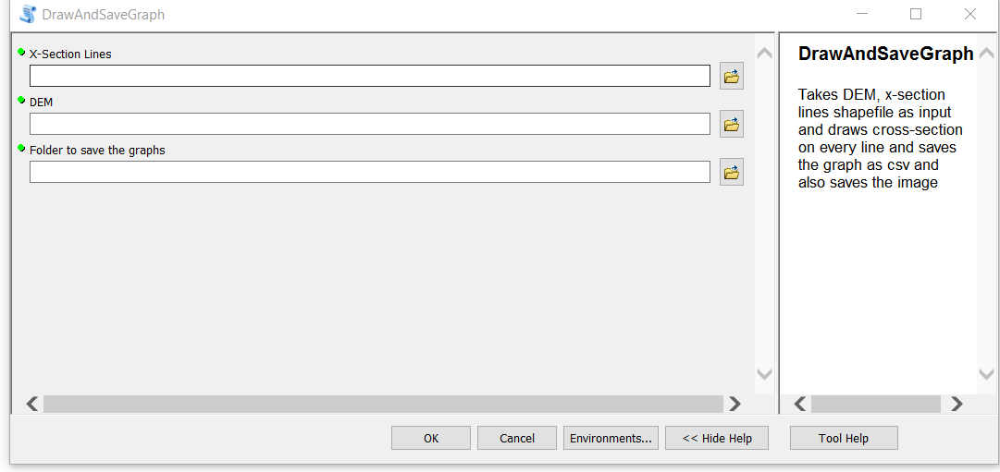 DrawAndSaveGraph
X-Section Lines
DEM
Folder to save the graphs
DrawAndSaveGraph
Takes DEM, x-section
lines shapefile as input
and draws cross-section
on every line and saves
the graph as csv and
also saves the image
OK
Cancel
Environments...
<< Hide Help
Tool Help